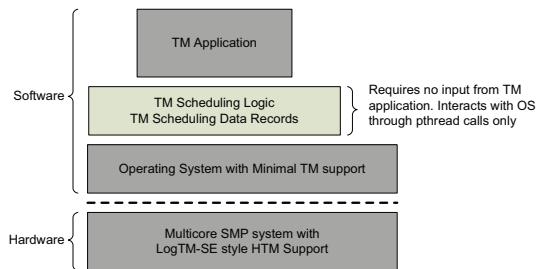 TM Application
Software
TM Scheduling Logic
TM Scheduling Data Records
Requires no input from TM
application. Interacts with OS
through pthread calls only
Operating System with Minimal TM support
Hardware
Multicore SMP system with
LogTM-SE style HTM Support